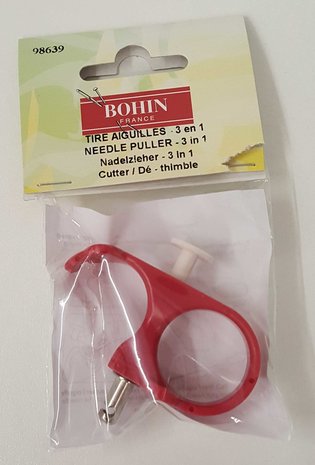 98639
BOHIN
FRANCE
TIRE AIGUILLES - 3 en 1
NEEDLE PULLER - 3 in 1
Nadelzieher - 3 In 1
Cutter / Dé - thimble